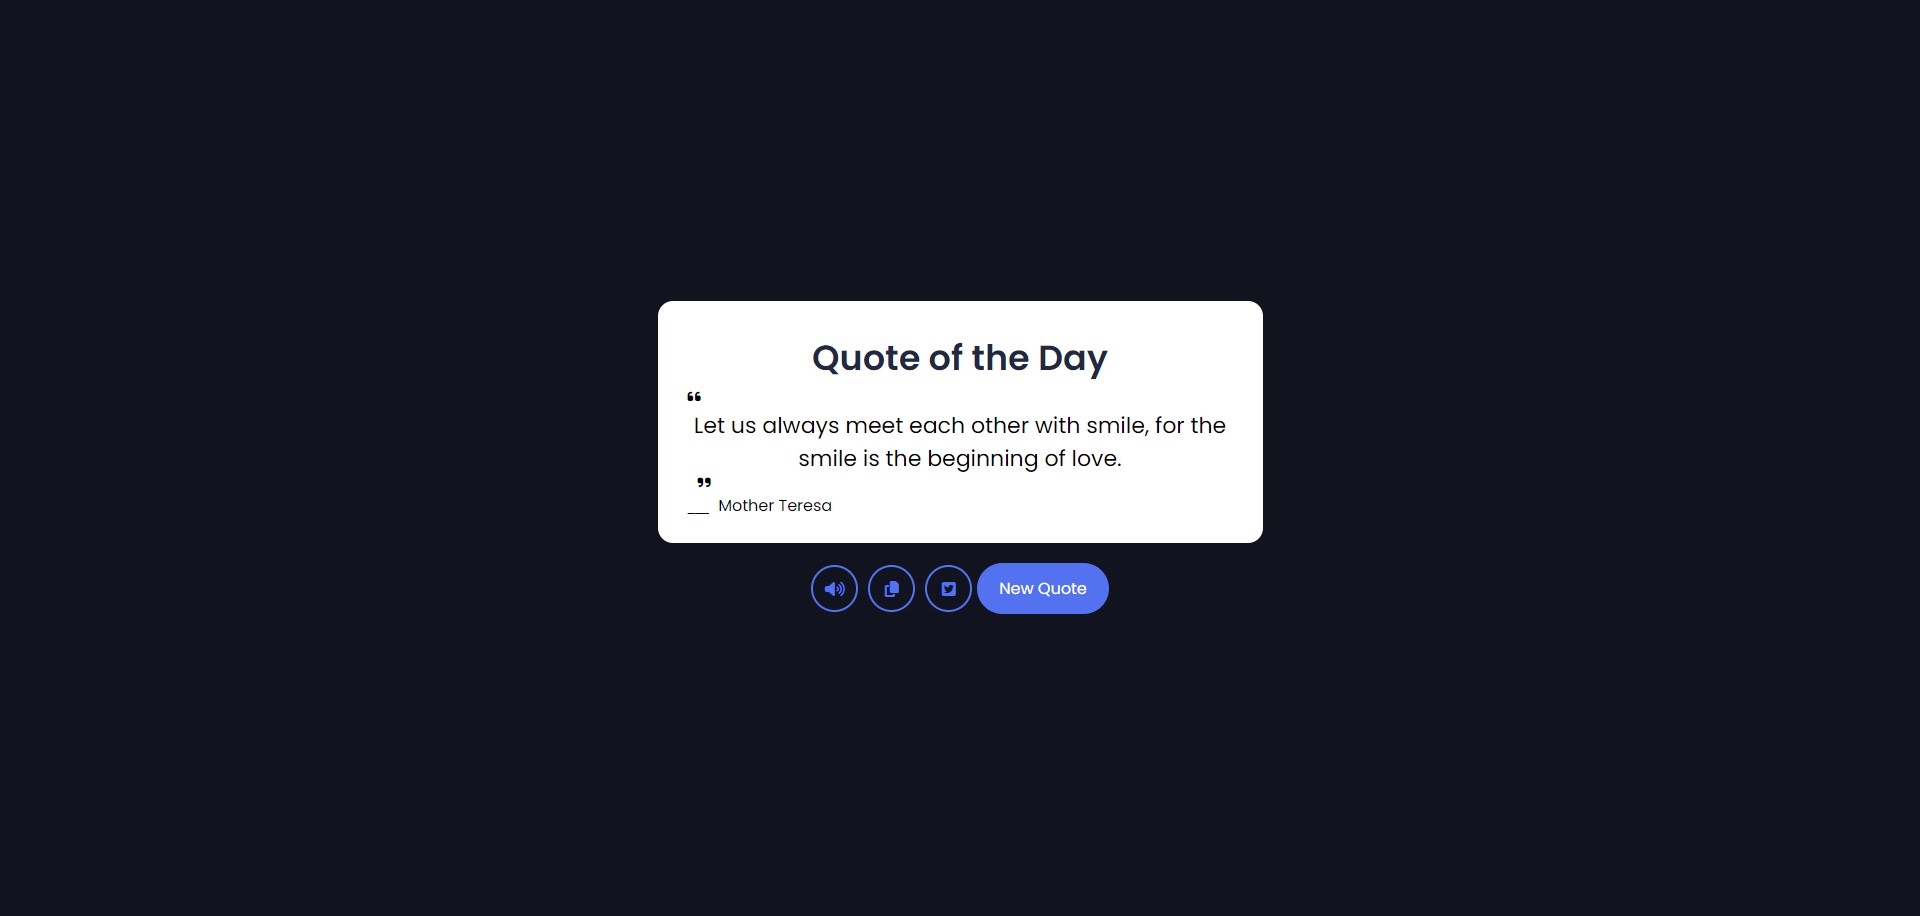 Quote of the Day
“
Let us always meet each other with smile, for the
smile is the beginning of love.
”
___ Mother Teresa
New Quote